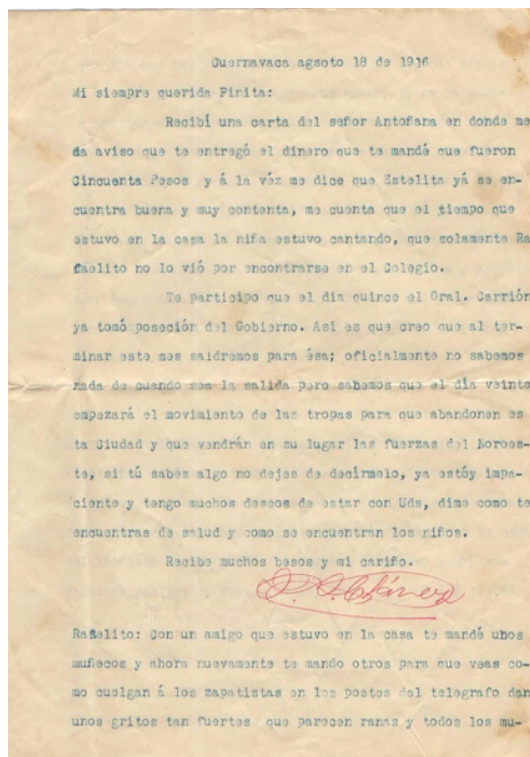 Cuernavaca agsoto 18 de 1916
Mi siempre querida Finita:
Recibí una carta del señor Antoñana en donde me
da aviso que te entregó el dinero que te mandé que fueron
Cincuenta Pesos y á la véz me dice que Estelita yá se en-
cuentra buena y muy contenta, me cuenta que el tiempo que
estuvo en la casa la niña estuvo cantando, que solamente Ra
faelito no lo vió por encontrarse en el Colegio.
Te participo que el dia quince el Gral. Carrión
ya tomó poseción del Gobierno. Asi es que creo que al ter-
minar este mes saldremos para ésa; oficialmente no sabemos
nada de cuando sea la salida pero sabemos que el día veinte
empezará el movimiento de las tropas para que abandonen es
ta Ciudad y que vendrán en su lugar las fuerzas del Noroes-
te, si tú sabes algo no dejes de decírmelo, ya estóy impa-
ciente y tengo muchos deseos de estar con Uds, dime como te
encuentras de salud y como se encuentran los niños.
Recibe muchos besos y mi cariño.
Rafaelito: Con un amigo que estuvo en la casa te mandé unos
muñecos y ahora nuevamente te mando otros para que veas co-
mo cuelgan á los zapatistas en los postes del telegrafo dan
unos gritos tan fuertes que parecen ranas y todos los mu-